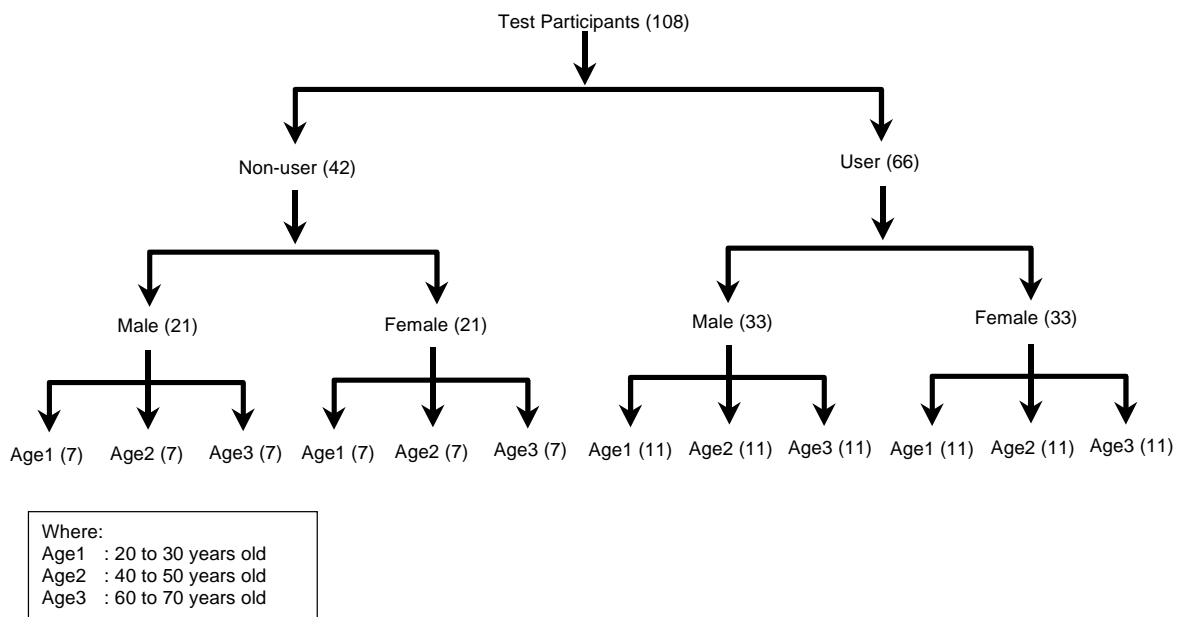 Test Participants (108)
Non-user (42)
User (66)
Male (21)
Female (21)
Male (33)
Female (33)
Age1 (7)
Age2 (7)
Age3 (7)
Age1 (7)
Age2 (7)
Age3 (7)
Age1 (11)
Age2 (11)
Age3 (11)
Age1 (11)
Age2 (11)
Age3 (11)
Where:
Age1 : 20 to 30 years old
Age2 : 40 to 50 years old
Age3 : 60 to 70 years old